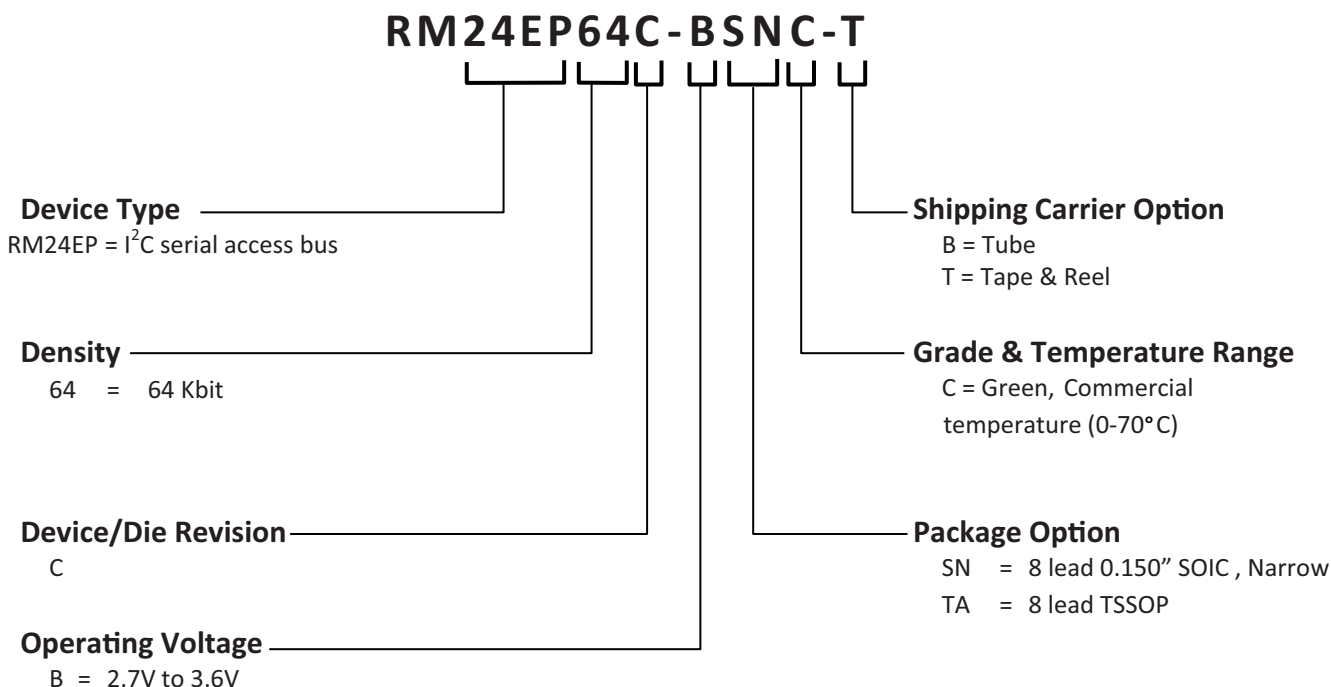 RM24EP64C-BSNC-T
Device Type
RM24EP = I²C serial access bus
Density
64 = 64 Kbit
Device/Die Revision
C
Operating Voltage
B = 2.7V to 3.6V
Shipping Carrier Option
B = Tube
T = Tape & Reel
Grade & Temperature Range
C = Green, Commercial
temperature (0-70°C)
Package Option
SN = 8 lead 0.150” SOIC , Narrow
TA = 8 lead TSSOP